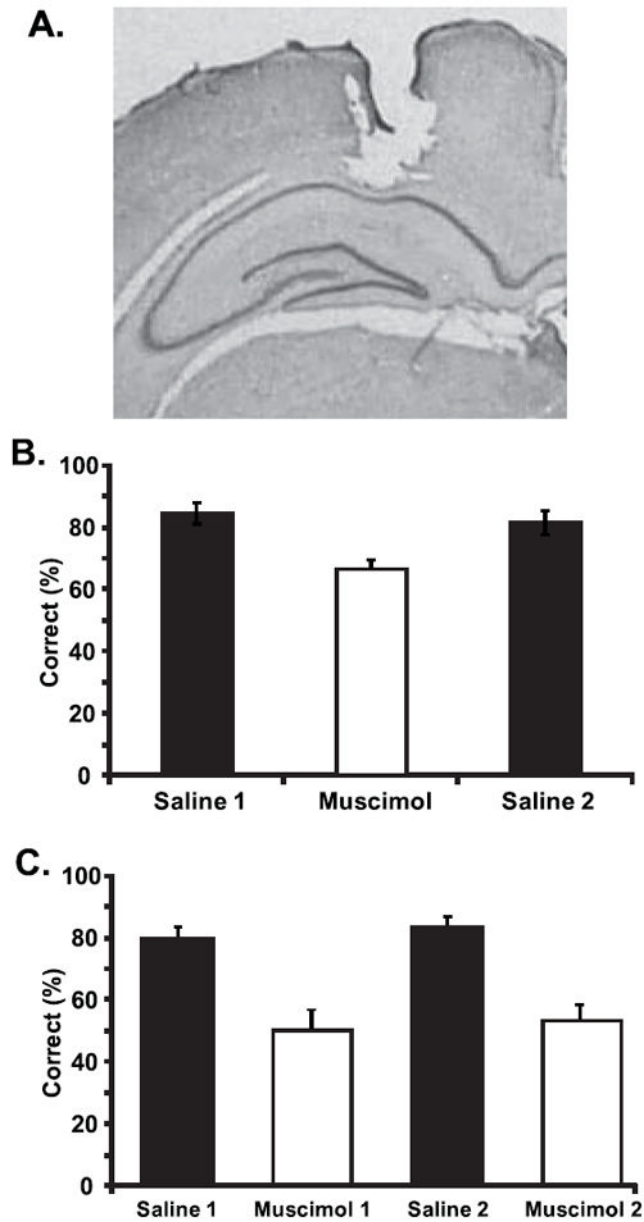 A.
B.
100
80
60
40
20
0
Correct (%)
Saline 1 Muscimol Saline 2
C.
100
80
60
40
20
0
Correct (%)
Saline 1 Muscimol 1 Saline 2 Muscimol 2